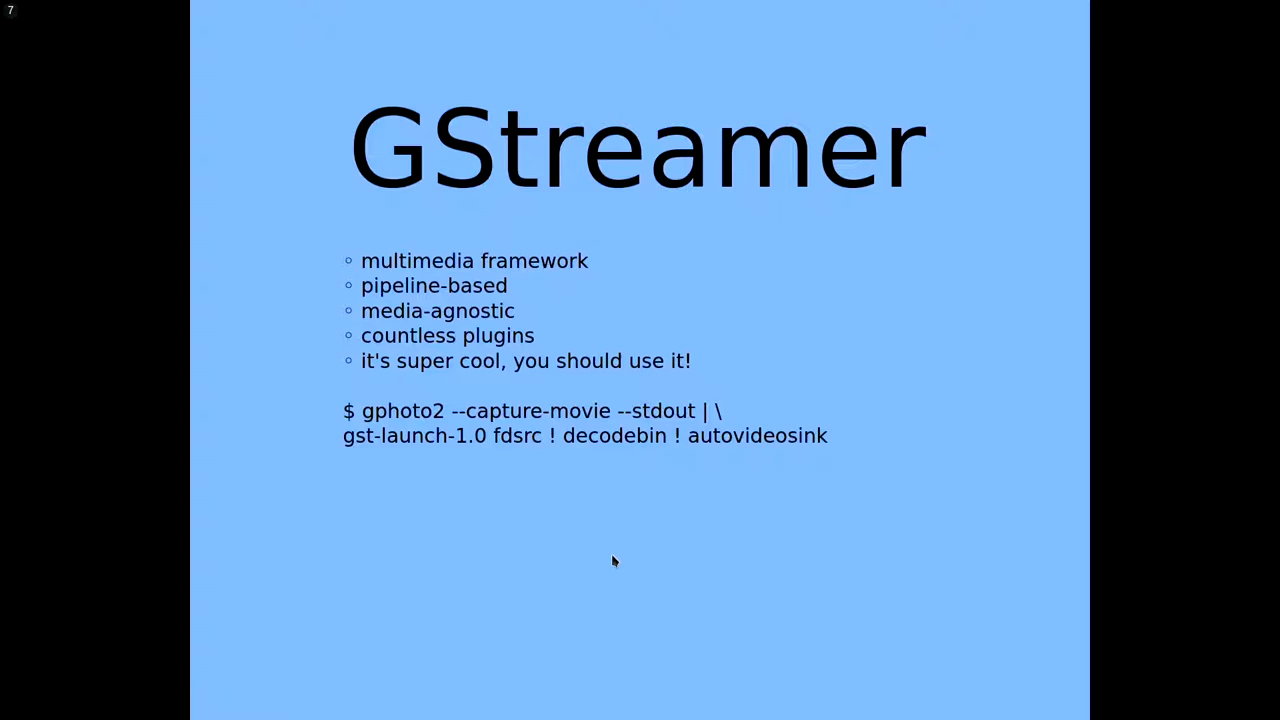 7
GStreamer
◦ multimedia framework
◦ pipeline-based
◦ media-agnostic
◦ countless plugins
◦ it's super cool, you should use it!
$ gphoto2 --capture-movie --stdout | \
gst-launch-1.0 fdsrc ! decodebin ! autovideosink